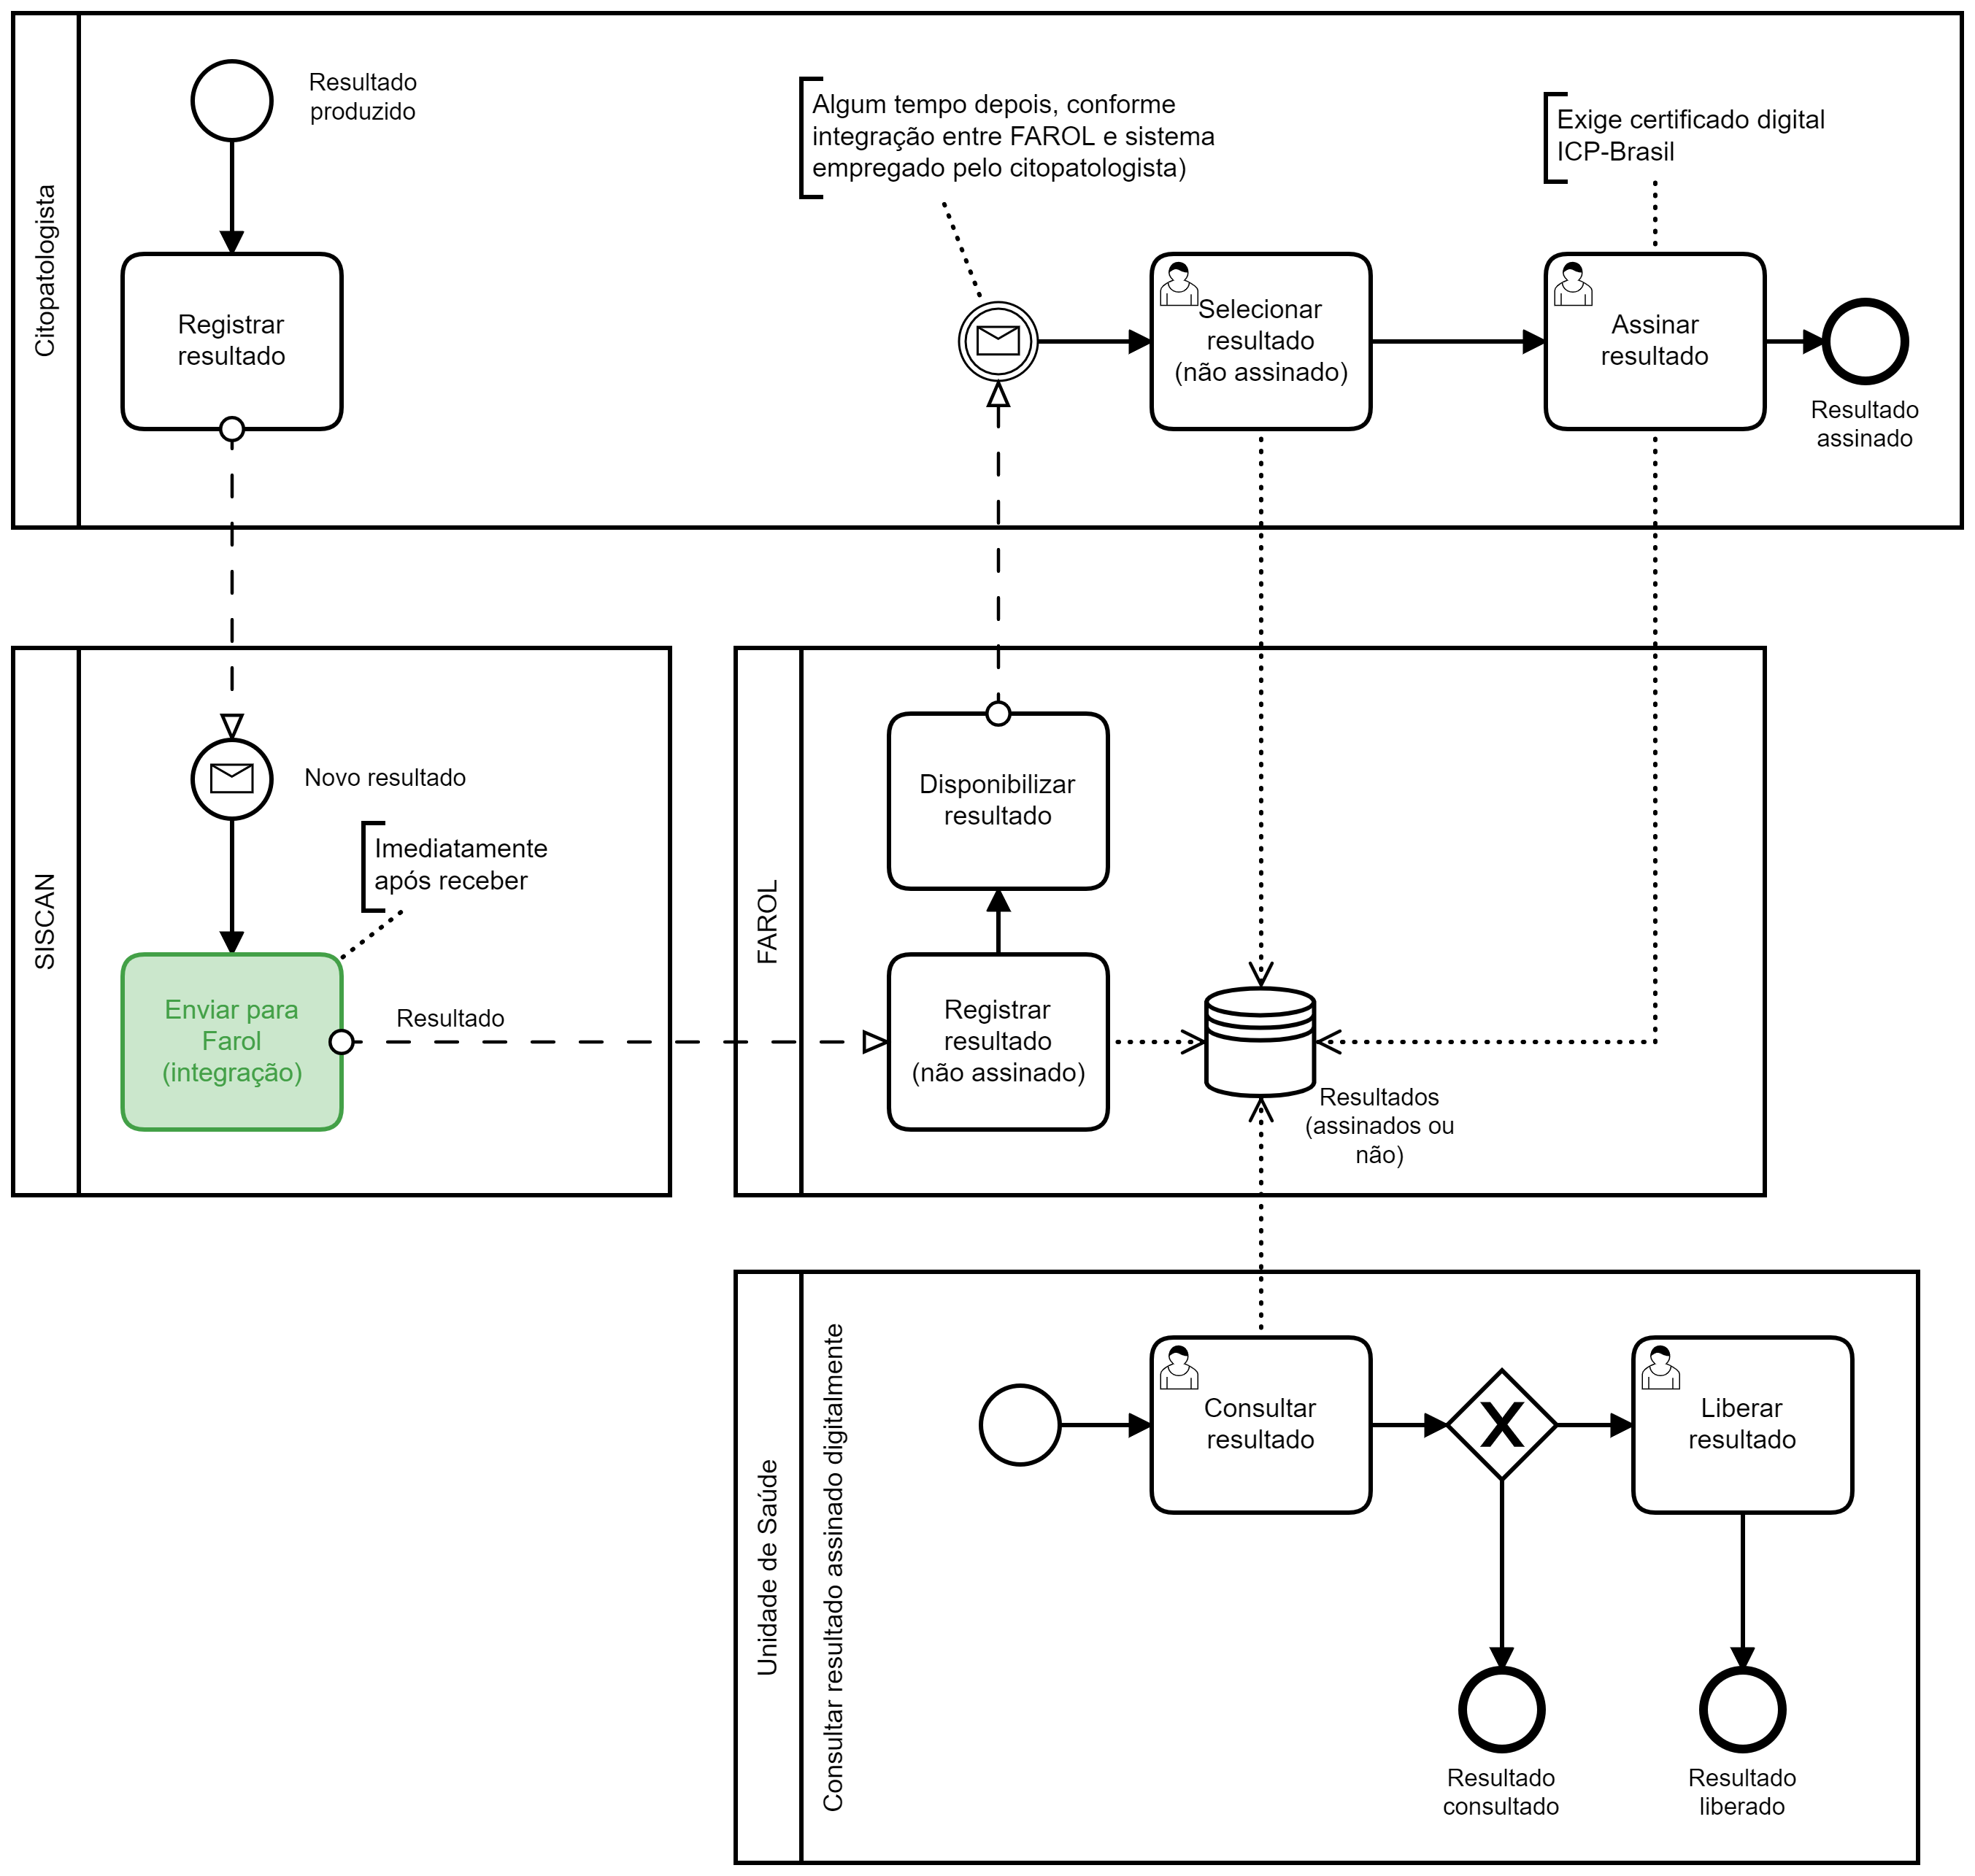 Citopatologista
Resultado
produzido
Registrar
resultado
Algum tempo depois, conforme
integração entre FAROL e sistema
empregado pelo citopatologista)
Exige certificado digital
ICP-Brasil
Selecionar
resultado
(não assinado)
Assinar
resultado
Resultado
assinado
SISCAN
Novo resultado
Imediatamente
após receber
Enviar para
Farol
(integração)
Resultado
FAROL
Disponibilizar
resultado
Registrar
resultado
(não assinado)
Resultados
(assinados ou
não)
Unidade de Saúde
Consultar resultado assinado digitalmente
Consultar
resultado
X
Liberar
resultado
Resultado
consultado
Resultado
liberado